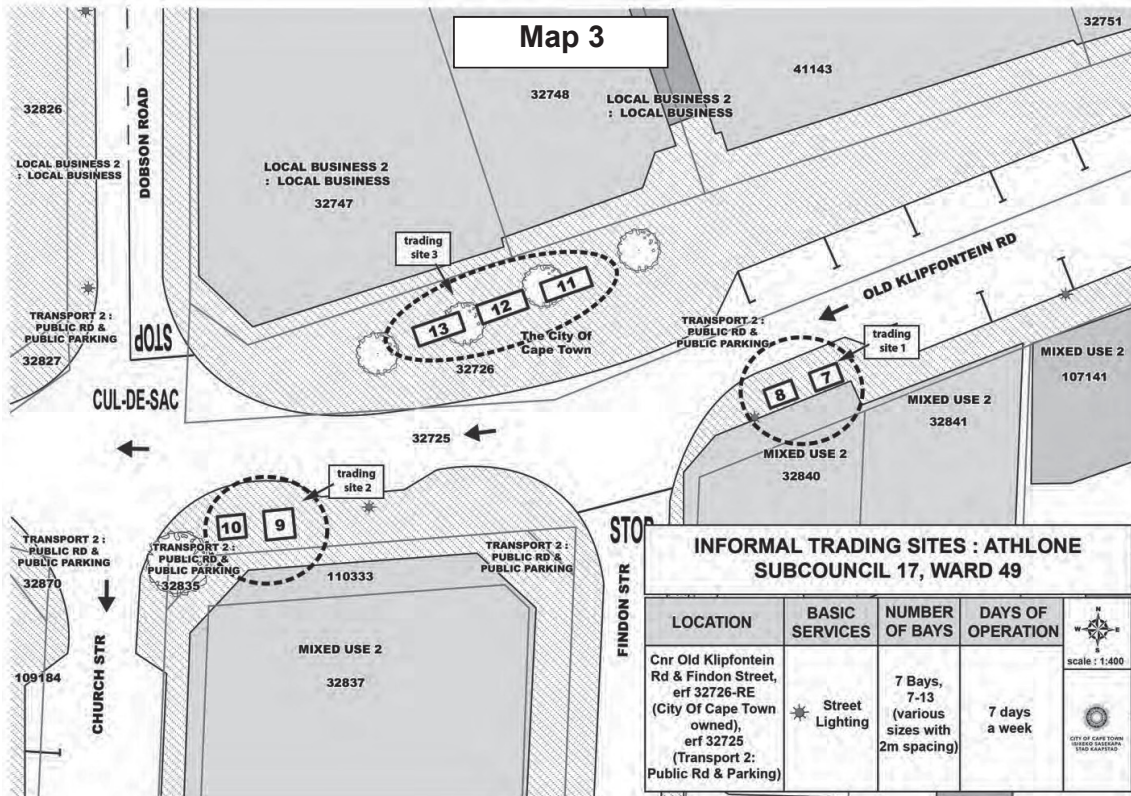 Map 3
32751
41143
32748
LOCAL BUSINESS 2
: LOCAL BUSINESS
32826
DOBSON ROAD
LOCAL BUSINESS 2
: LOCAL BUSINESS
LOCAL BUSINESS 2
: LOCAL BUSINESS
32747
trading
site 3
OLD KLIPFONTEIN RD
11
12
13
TRANSPORT 2 :
PUBLIC RD &
PUBLIC PARKING
32827
STOP
The City Of
Cape Town
32726
TRANSPORT 2 :
PUBLIC RD &
PUBLIC PARKING
trading
site 1
MIXED USE 2
107141
7
8
CUL-DE-SAC
MIXED USE 2
32841
32725
MIXED USE 2
32840
trading
site 2
10
9
TRANSPORT 2 :
PUBLIC RD &
PUBLIC PARKING
32870
TRANSPORT 2 :
PUBLIC RD &
PUBLIC PARKING
32835
TRANSPORT 2 :
PUBLIC RD &
PUBLIC PARKING
110333
STOP
FINDON STR
CHURCH STR
MIXED USE 2
32837
109184
INFORMAL TRADING SITES : ATHLONE
SUBCOUNCIL 17, WARD 49
LOCATION
BASIC
SERVICES
NUMBER
OF BAYS
DAYS OF
OPERATION
N
W E
S
scale : 1:400
Cnr Old Klipfontein
Rd & Findon Street,
erf 32726-RE
(City Of Cape Town
owned),
erf 32725
(Transport 2:
Public Rd & Parking)
Street
Lighting
7 Bays,
7-13
(various
sizes with
2m spacing)
7 days
a week
CITY OF CAPE TOWN
ISIXEKO SASEKAPA
STAD KAAPSTAD